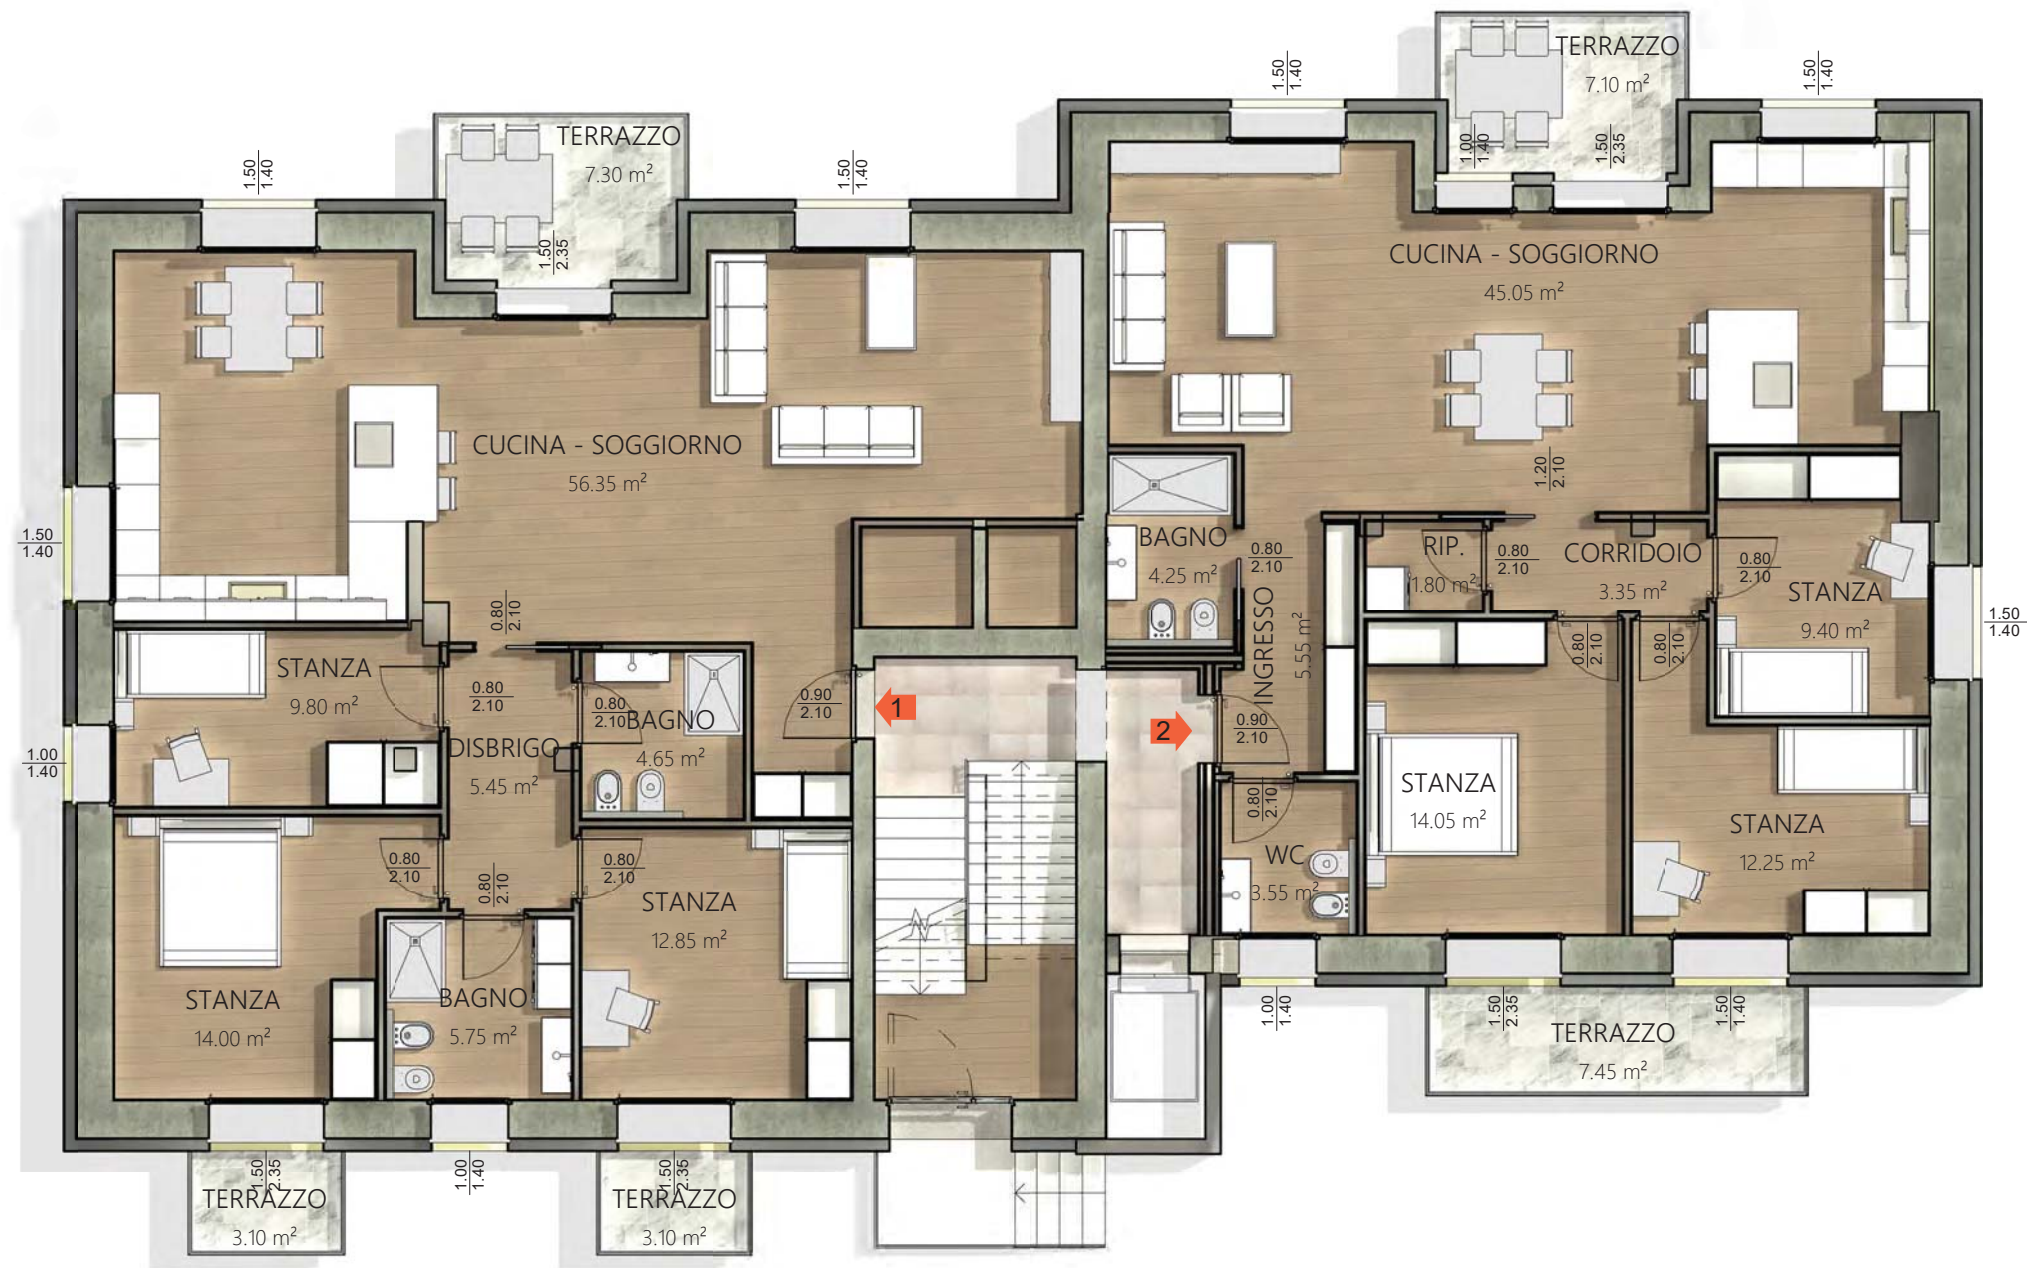 TERRAZZO
7.10 m²
1.50
1.40
1.50
1.40
1.00
1.40
1.50
2.35
TERRAZZO
7.30 m²
1.50
1.40
1.50
2.35
1.50
1.40
CUCINA - SOGGIORNO
45.05 m²
CUCINA - SOGGIORNO
56.35 m²
1.20
2.10
1.50
1.40
BAGNO
4.25 m²
0.80
2.10
RIP.
1.80 m²
0.80
2.10
CORRIDOIO
3.35 m²
0.80
2.10
STANZA
9.40 m²
1.50
1.40
INGRESSO
5.55 m²
0.80
2.10
0.80
2.10
0.80
2.10
STANZA
9.80 m²
0.80
2.10
0.80
2.10
BAGNO
4.65 m²
0.90
2.10
1
2
0.90
2.10
DISBRIGO
5.45 m²
1.00
1.40
0.80
2.10
WC
3.55 m²
STANZA
14.05 m²
STANZA
12.25 m²
0.80
2.10
0.80
2.10
0.80
2.10
STANZA
12.85 m²
STANZA
14.00 m²
BAGNO
5.75 m²
1.00
1.40
1.50
2.35
1.50
1.40
TERRAZZO
7.45 m²
1.50
2.35
TERRAZZO
3.10 m²
1.00
1.40
1.50
2.35
TERRAZZO
3.10 m²